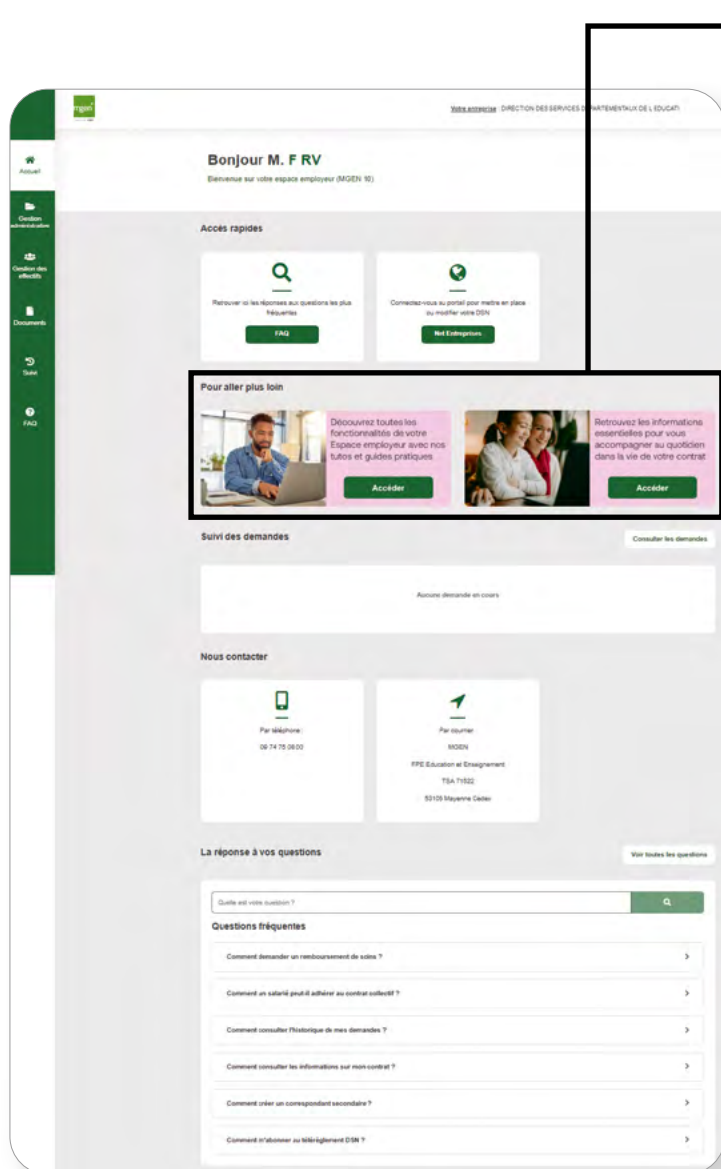 mgen
Votre entreprise : DIRECTION DES SERVICES DEPARTEMENTAUX DE L EDUCATI
Accueil
Gestion
administrative
Gestion des
effectifs
Documents
Suivi
FAQ
Bonjour M. F RV
Bienvenue sur votre espace employeur (MGEN 10)
Accès rapides
Retrouver ici les réponses aux questions les plus
fréquentes
FAQ
Connectez-vous au portail pour mettre en place
ou modifier votre DSN
Net Entreprises
Pour aller plus loin
Découvrez toutes les
fonctionnalités de votre
Espace employeur avec nos
tutos et guides pratiques
Accéder
Retrouvez les informations
essentielles pour vous
accompagner au quotidien
dans la vie de votre contrat
Accéder
Suivi des demandes
Consulter les demandes
Aucune demande en cours
Nous contacter
Par téléphone :
09 74 75 0
Par courrier
MGEN
FPE Education et Enseignement
TSA 71522
53105 Mayenne Cedex
La réponse à vos questions
Voir toutes les questions
Quelle est votre question ?
Questions fréquentes
Comment demander un remboursement de soins ?
Comment un salarié peut-il adhérer au contrat collectif ?
Comment consulter l'historique de mes demandes ?
Comment consulter les informations sur mon contrat ?
Comment créer un correspondant secondaire ?
Comment m'abonner au télérèglement DSN ?